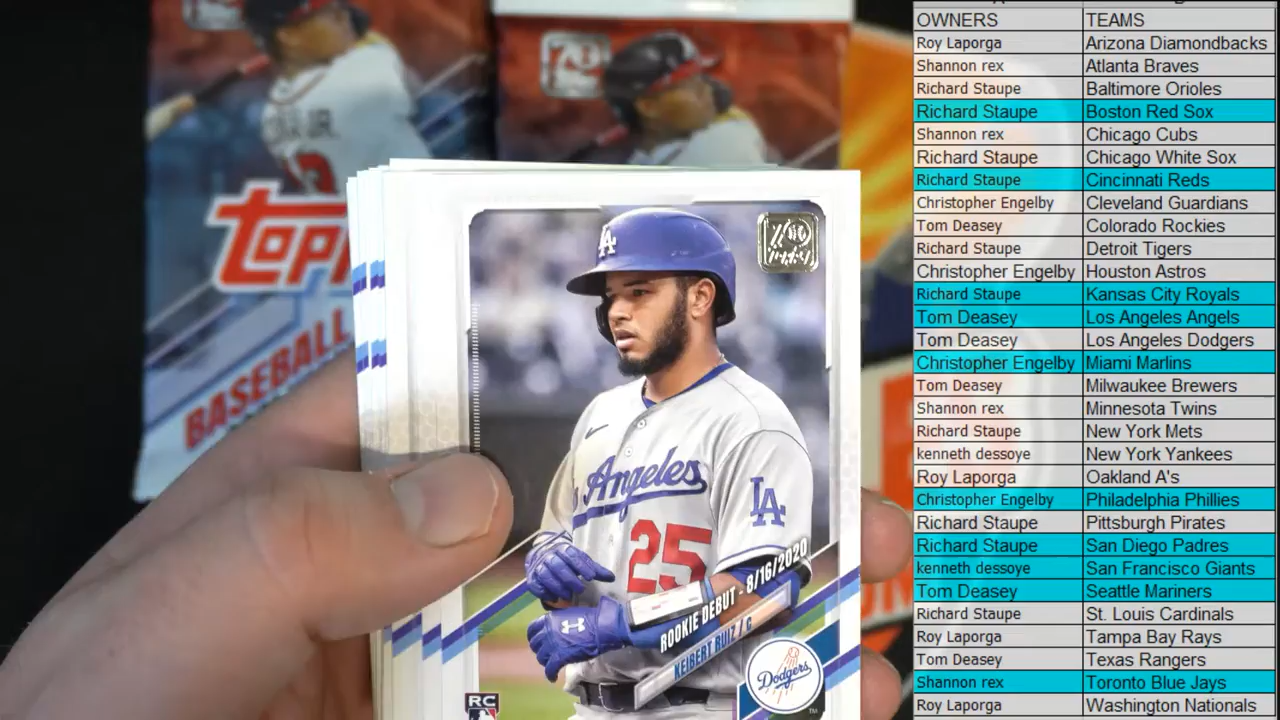 TOPPS
BASEBALL
LA
Angeles
25
LA
ROOKIE DEBUT - 8/16/2020
KEIBERT RUIZ / C
Dodgers
TM
RC
OWNERS TEAMS
Roy Laporga Arizona Diamondbacks
Shannon rex Atlanta Braves
Richard Staupe Baltimore Orioles
Richard Staupe Boston Red Sox
Shannon rex Chicago Cubs
Richard Staupe Chicago White Sox
Richard Staupe Cincinnati Reds
Christopher Engelby Cleveland Guardians
Tom Deasey Colorado Rockies
Richard Staupe Detroit Tigers
Christopher Engelby Houston Astros
Richard Staupe Kansas City Royals
Tom Deasey Los Angeles Angels
Tom Deasey Los Angeles Dodgers
Christopher Engelby Miami Marlins
Tom Deasey Milwaukee Brewers
Shannon rex Minnesota Twins
Richard Staupe New York Mets
kenneth dessoye New York Yankees
Roy Laporga Oakland A's
Christopher Engelby Philadelphia Phillies
Richard Staupe Pittsburgh Pirates
Richard Staupe San Diego Padres
kenneth dessoye San Francisco Giants
Tom Deasey Seattle Mariners
Richard Staupe St. Louis Cardinals
Roy Laporga Tampa Bay Rays
Tom Deasey Texas Rangers
Shannon rex Toronto Blue Jays
Roy Laporga Washington Nationals